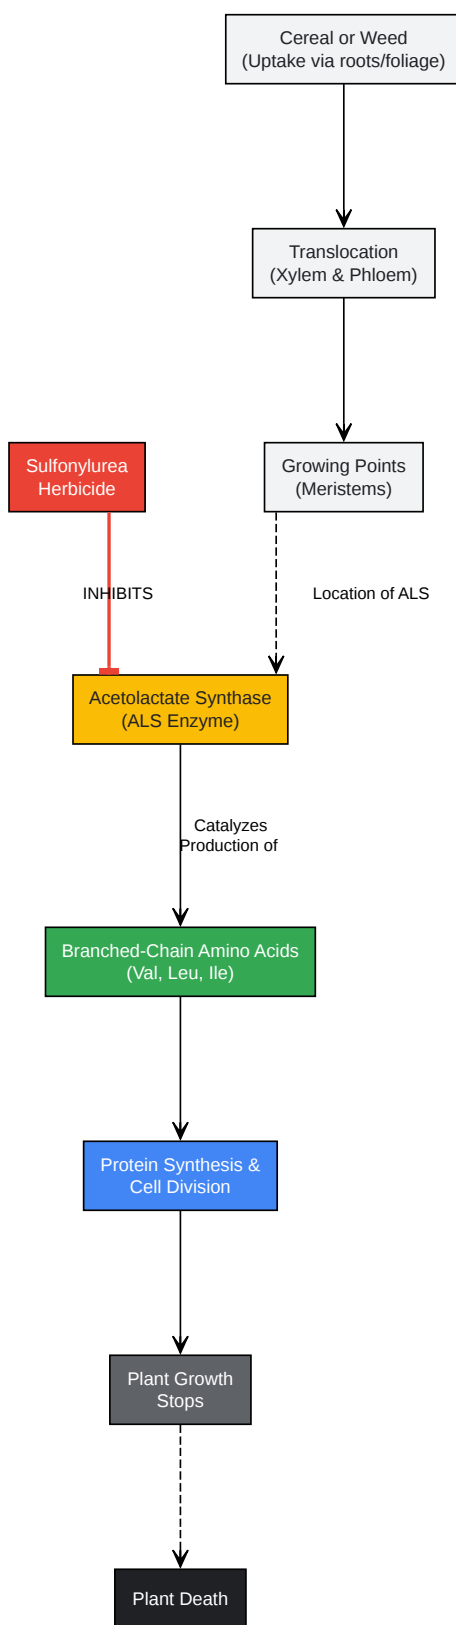 Cereal or Weed
(Uptake via roots/foliage)
Translocation
(Xylem & Phloem)
Sulfonylurea
Herbicide
Growing Points
(Meristems)
INHIBITS
Location of ALS
Acetolactate Synthase
(ALS Enzyme)
Catalyzes
Production of
Branched-Chain Amino Acids
(Val, Leu, Ile)
Protein Synthesis &
Cell Division
Plant Growth
Stops
Plant Death